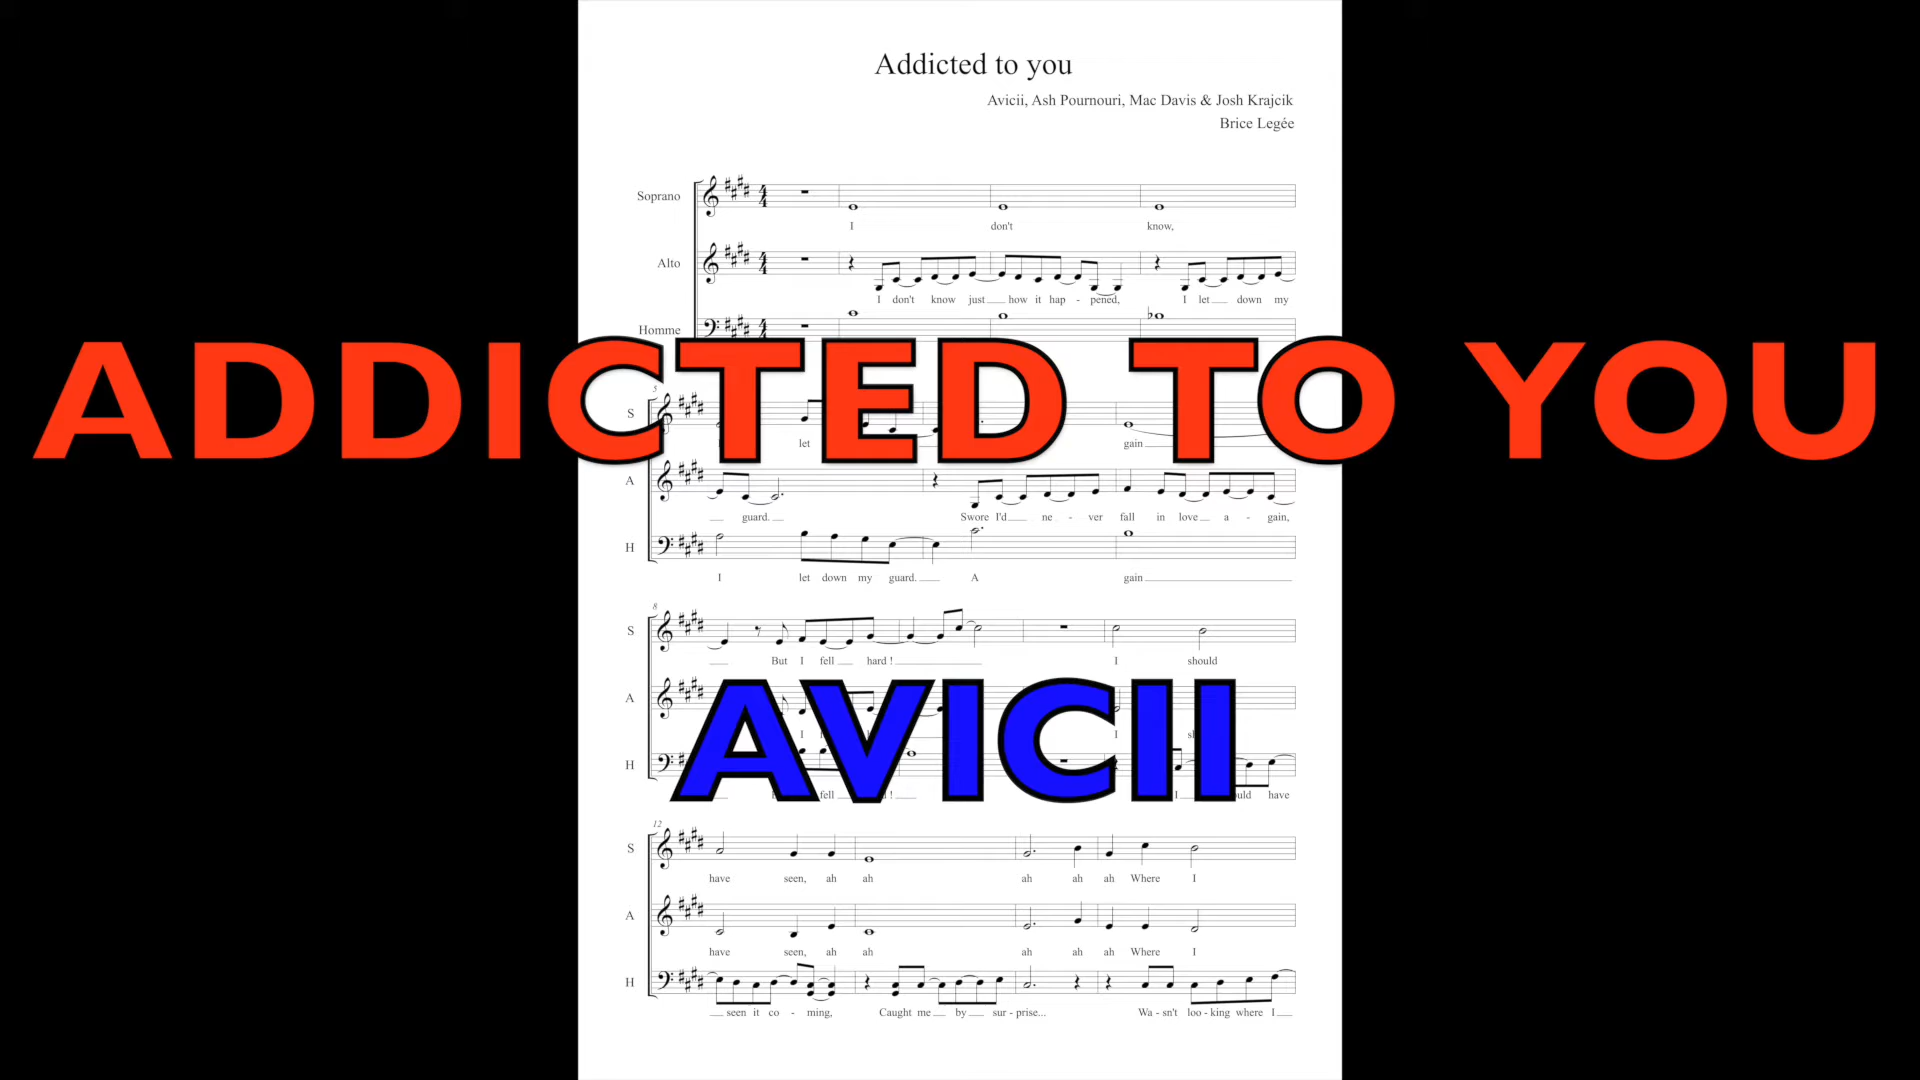 Addicted to you
Avicii, Ash Pournouri, Mac Davis & Josh Krajcik
Brice Legée
Soprano
I don't know,
Alto
I don't know just how it hap - pened, I let down my
Homme
ADDICTED TO YOU
5
S
let gain
A
guard. Swore I'd ne - ver fall in love a - gain,
H
I let down my guard. A gain
8
S
But I fell hard ! I should
A
I I
H
fell have
AVICII
12
S
have seen, ah ah ah ah ah Where I
A
have seen, ah ah ah ah ah Where I
H
seen it co - ming, Caught me by sur - prise... Wa - sn't loo - king where I